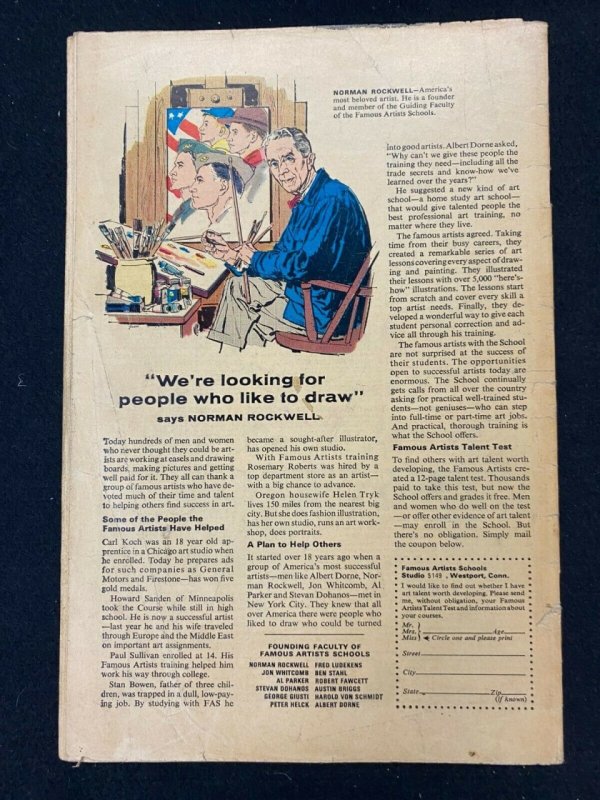 NORMAN ROCKWELL—America's
most beloved artist. He is a founder
and member of the Guiding Faculty
of the Famous Artists Schools.
"We're looking for
people who like to draw"
says NORMAN ROCKWELL
Today hundreds of men and women
who never thought they could be art-
ists are working at easels and drawing
boards, making pictures and getting
well paid for it. They all can thank a
group of famous artists who have de-
voted much of their time and talent
to helping others find success in art.
Some of the People the
Famous Artists Have Helped
Carl Koch was an 18 year old ap-
prentice in a Chicago art studio when
he enrolled. Today he prepares ads
for such companies as General
Motors and Firestone—has won five
gold medals.
Howard Sanden of Minneapolis
took the Course while still in high
school. He is now a successful artist
—last year he and his wife traveled
through Europe and the Middle East
on important art assignments.
Paul Sullivan enrolled at 14. His
Famous Artists training helped him
work his way through college.
Stan Bowen, father of three chil-
dren, was trapped in a dull, low-pay-
ing job. By studying with FAS he
became a sought-after illustrator,
has opened his own studio.
With Famous Artists training
Rosemary Roberts was hired by a
top department store as an artist—
with a big chance to advance.
Oregon housewife Helen Tryk
lives 150 miles from the nearest big
city. But she does fashion illustration,
has her own studio, runs an art work-
shop, does portraits.
A Plan to Help Others
It started over 18 years ago when a
group of America's most successful
artists—men like Albert Dorne, Nor-
man Rockwell, Jon Whitcomb, Al
Parker and Stevan Dohanos—met in
New York City. They knew that all
over America there were people who
liked to draw who could be turned
FOUNDING FACULTY OF
FAMOUS ARTISTS SCHOOLS
NORMAN ROCKWELL FRED LUDEKENS
JON WHITCOMB BEN STAHL
AL PARKER ROBERT FAWCETT
STEVAN DOHANOS AUSTIN BRIGGS
GEORGE GIUSTI HAROLD VON SCHMIDT
PETER HELCK ALBERT DORNE
into good artists. Albert Dorne asked,
"Why can't we give these people the
training they need—including all the
trade secrets and know-how we've
learned over the years?"
He suggested a new kind of art
school—a home study art school—
that would give talented people the
best professional art training, no
matter where they live.
The famous artists agreed. Taking
time from their busy careers, they
created a remarkable series of art
lessons covering every aspect of draw-
ing and painting. They illustrated
their lessons with over 5,000 "here's-
how" illustrations. The lessons start
from scratch and cover every skill a
top artist needs. Finally, they de-
veloped a wonderful way to give each
student personal correction and ad-
vice all through his training.
The famous artists with the School
are not surprised at the success of
their students. The opportunities
open to successful artists today are
enormous. The School continually
gets calls from all over the country
asking for practical well-trained stu-
dents—not geniuses—who can step
into full-time or part-time art jobs.
And practical, thorough training is
what the School offers.
Famous Artists Talent Test
To find others with art talent worth
developing, the Famous Artists cre-
ated a 12-page talent test. Thousands
paid to take this test, but now the
School offers and grades it free. Men
and women who do well on the test
—or offer other evidence of art talent
—may enroll in the School. But
there's no obligation. Simply mail
the coupon below.
Famous Artists Schools
Studio 5149, Westport, Conn.
I would like to find out whether I have
art talent worth developing. Please send
me, without obligation, your Famous
Artists Talent Test and information about
your courses.
Mr.
Mrs. Age
Miss Circle one and please print
Street
City
State Zip
(if known)